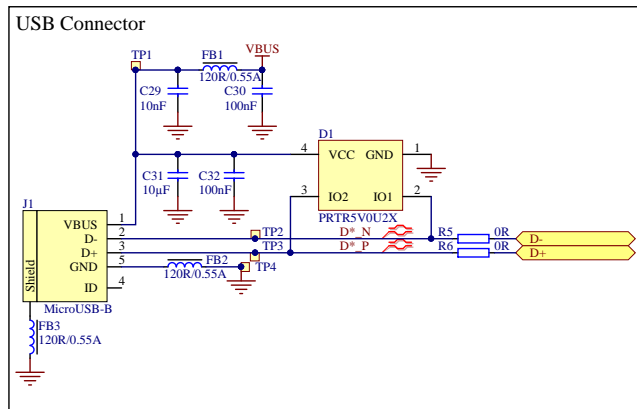 USB Connector
TP1
FB1
VBUS
120R/0.55A
C29
10nF
C30
100nF
D1
4
VCC
GND
1
C31
10µF
C32
100nF
3
IO2
IO1
2
PRTR5V0U2X
J1
VBUS
1
D-
2
TP2
D*_N
R5
0R
D-
D+
3
TP3
D*_P
R6
0R
D+
GND
5
FB2
120R/0.55A
TP4
ID
4
Shield
MicroUSB-B
FB3
120R/0.55A